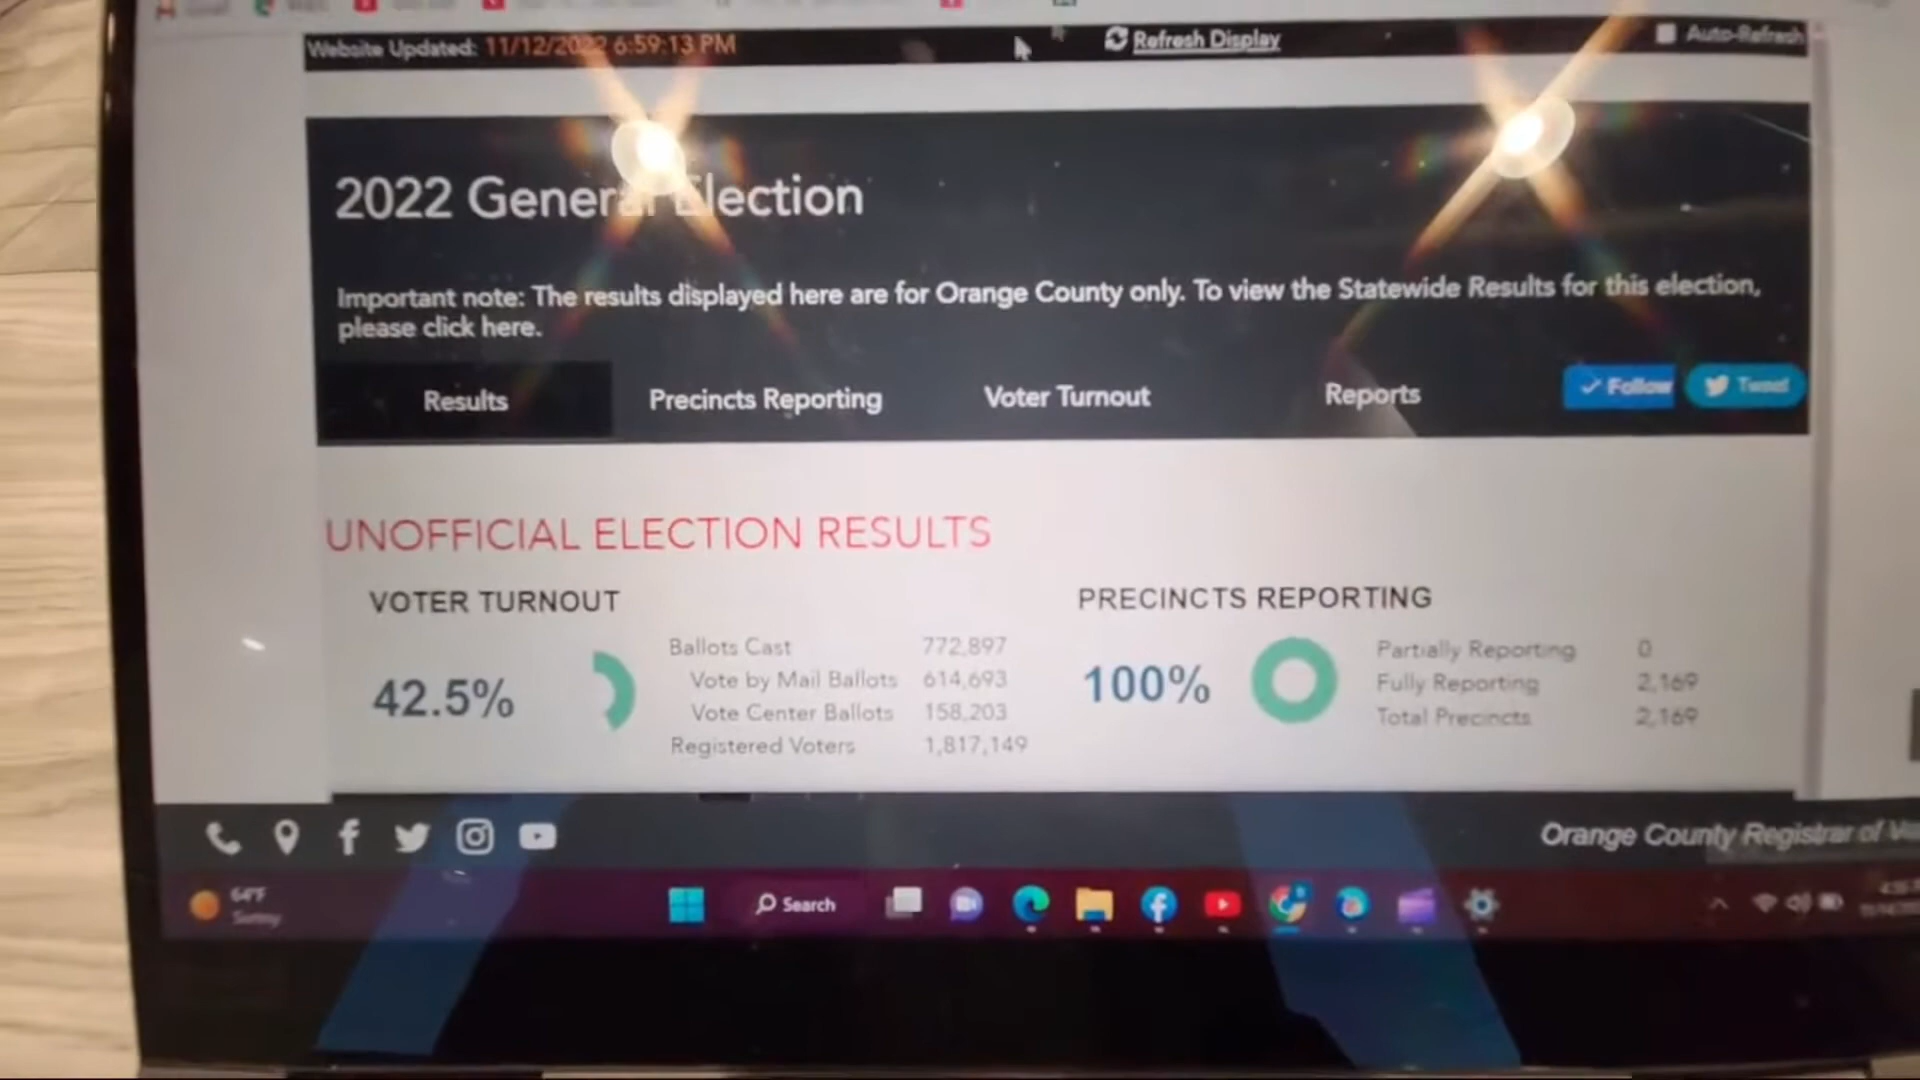 Website Updated: 11/12/2022 6:59:13 PM
Refresh Display
Auto-Refresh
2022 General Election
Important note: The results displayed here are for Orange County only. To view the Statewide Results for this election,
please click here.
Results
Precincts Reporting
Voter Turnout
Reports
Follow
Tweet
UNOFFICIAL ELECTION RESULTS
VOTER TURNOUT
42.5%
Ballots Cast 772,897
Vote by Mail Ballots 614,693
Vote Center Ballots 158,203
Registered Voters 1,817,149
PRECINCTS REPORTING
100%
Partially Reporting 0
Fully Reporting 2,169
Total Precincts 2,169
Orange County Registrar of
64°F
Sunny
Search